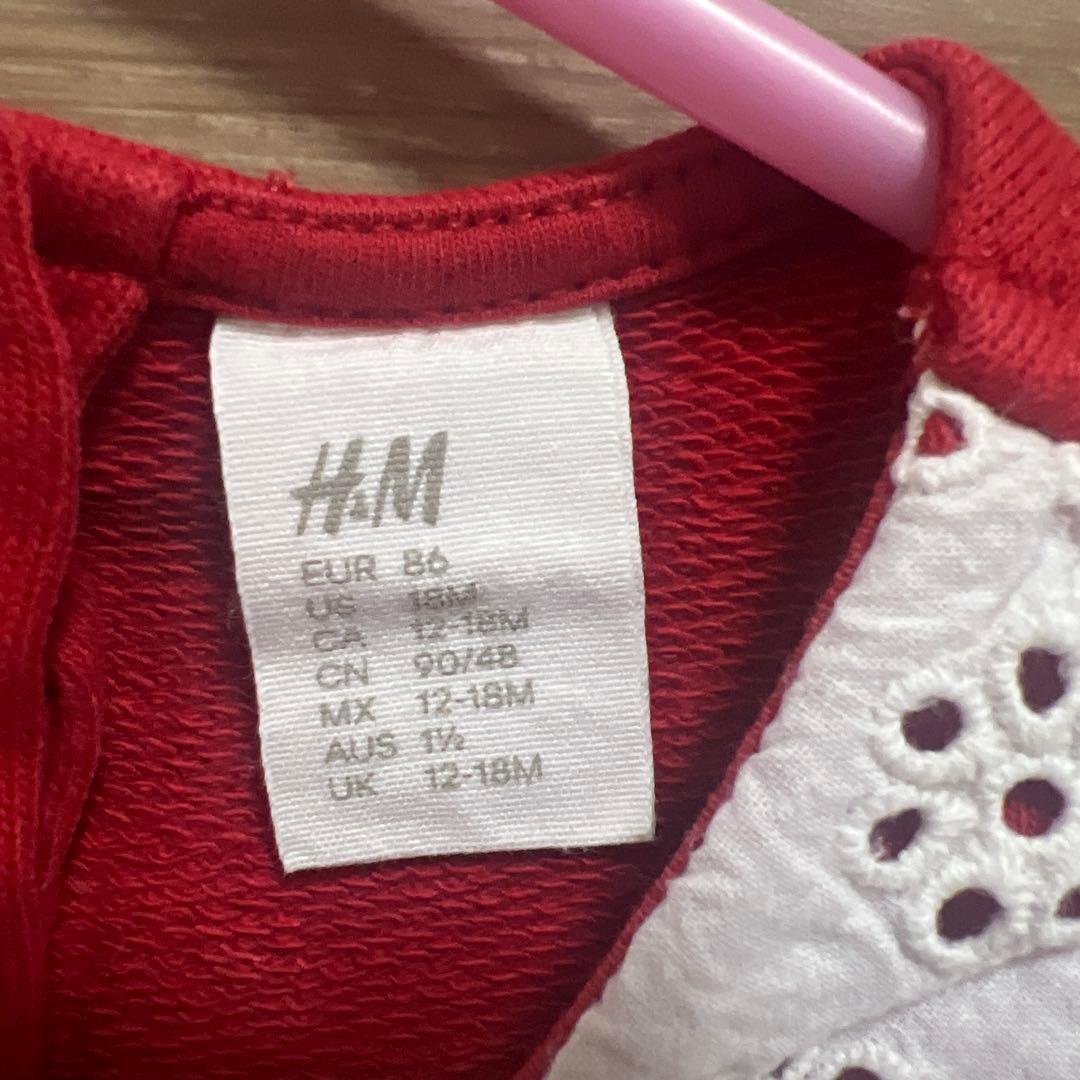 H&M
EUR 86
US 18M
CA 12-18M
CN 90/48
MX 12-18M
AUS 1½
UK 12-18M